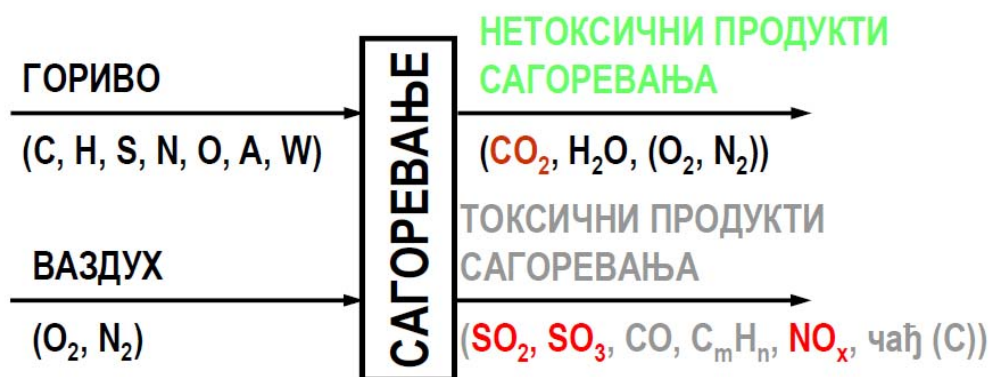 ГОРИВО
(C, H, S, N, O, A, W)
ВАЗДУХ
(O₂, N₂)
САГОРЕВАЊЕ
НЕТОКСИЧНИ ПРОДУКТИ
САГОРЕВАЊА
(CO₂, H₂O, (O₂, N₂))
ТОКСИЧНИ ПРОДУКТИ
САГОРЕВАЊА
(SO₂, SO₃, CO, CₘHₙ, NOₓ, чађ (C))